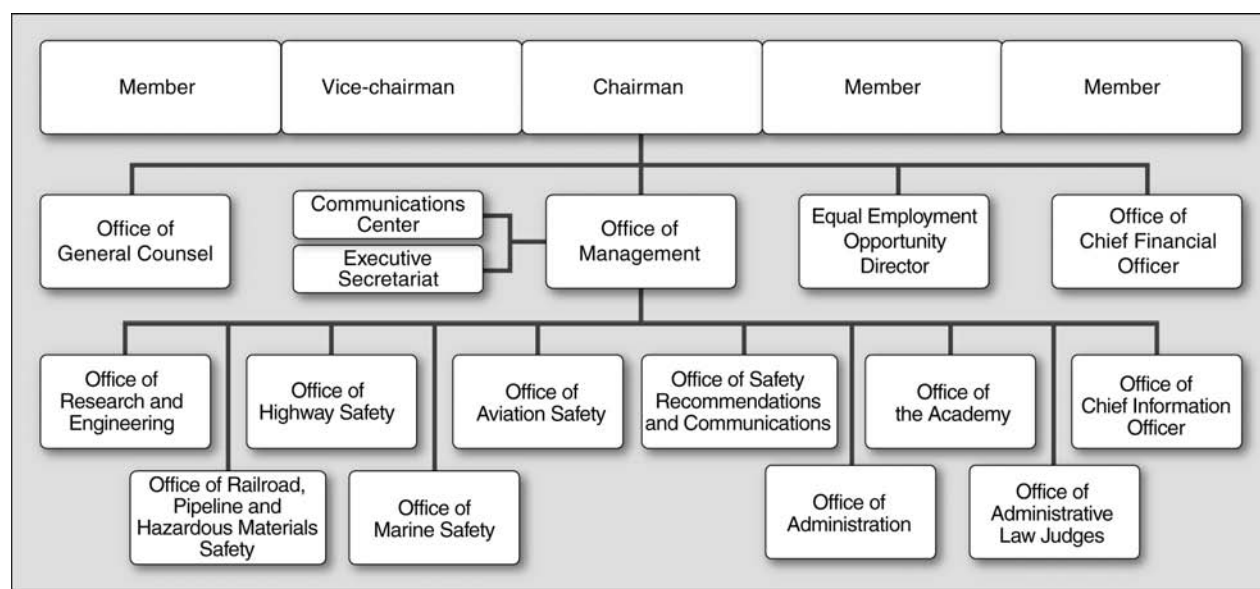 Member
Vice-chairman
Chairman
Member
Member
Office of
General Counsel
Communications
Center
Executive
Secretariat
Office of
Management
Equal Employment
Opportunity
Director
Office of
Chief Financial
Officer
Office of
Research and
Engineering
Office of
Highway Safety
Office of
Aviation Safety
Office of Safety
Recommendations
and Communications
Office of
the Academy
Office of
Chief Information
Officer
Office of Railroad,
Pipeline and
Hazardous Materials
Safety
Office of
Marine Safety
Office of
Administration
Office of
Administrative
Law Judges